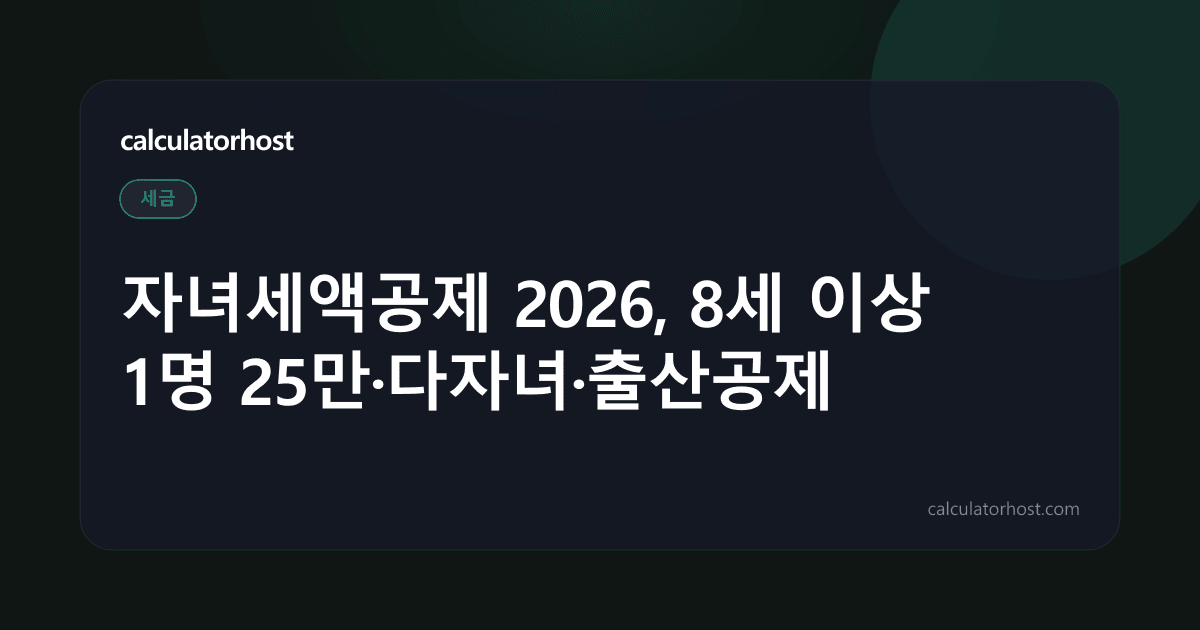 calculatorhost
세금
자녀세액공제 2026, 8세 이상
1명 25만·다자녀·출산공제
calculatorhost.com